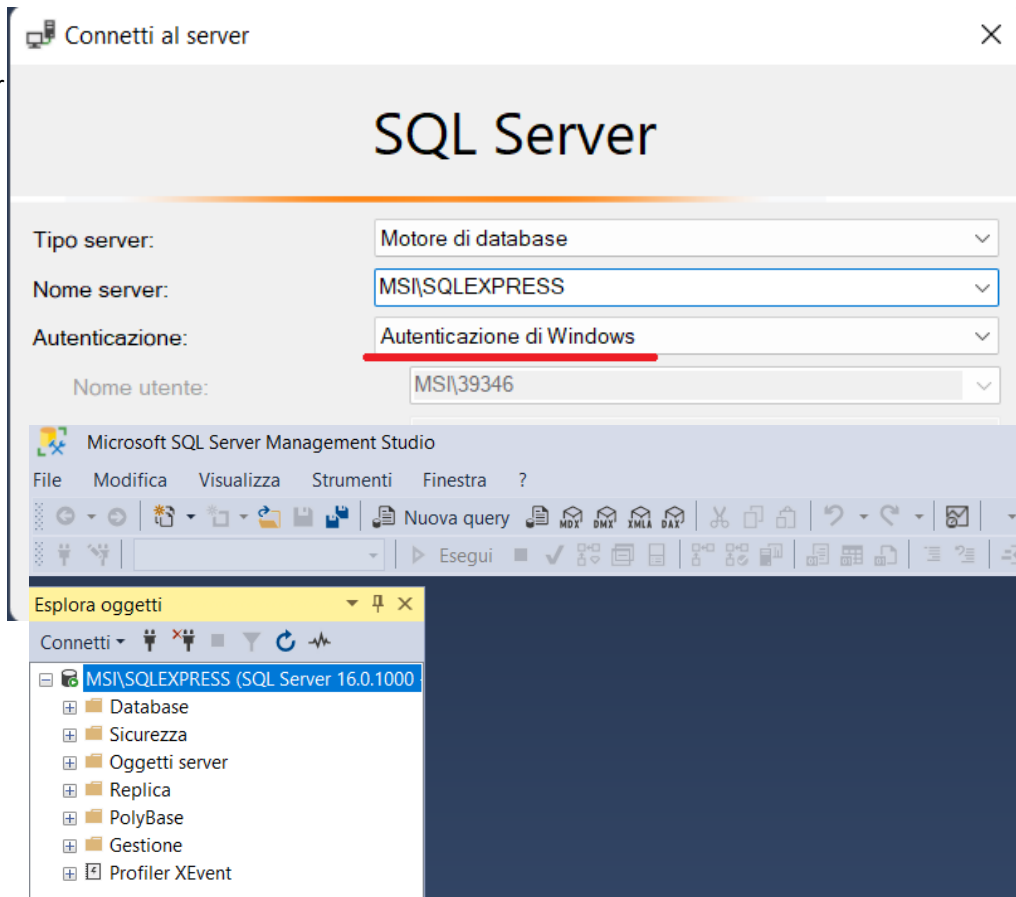 Connetti al server
r
SQL Server
Tipo server: Motore di database
Nome server: MSI\SQLEXPRESS
Autenticazione: Autenticazione di Windows
Nome utente: MSI\39346
Microsoft SQL Server Management Studio
File Modifica Visualizza Strumenti Finestra ?
Nuova query MDX DMX XMLA DAX
Esegui
Esplora oggetti
Connetti
MSI\SQLEXPRESS (SQL Server 16.0.1000
Database
Sicurezza
Oggetti server
Replica
PolyBase
Gestione
Profiler XEvent